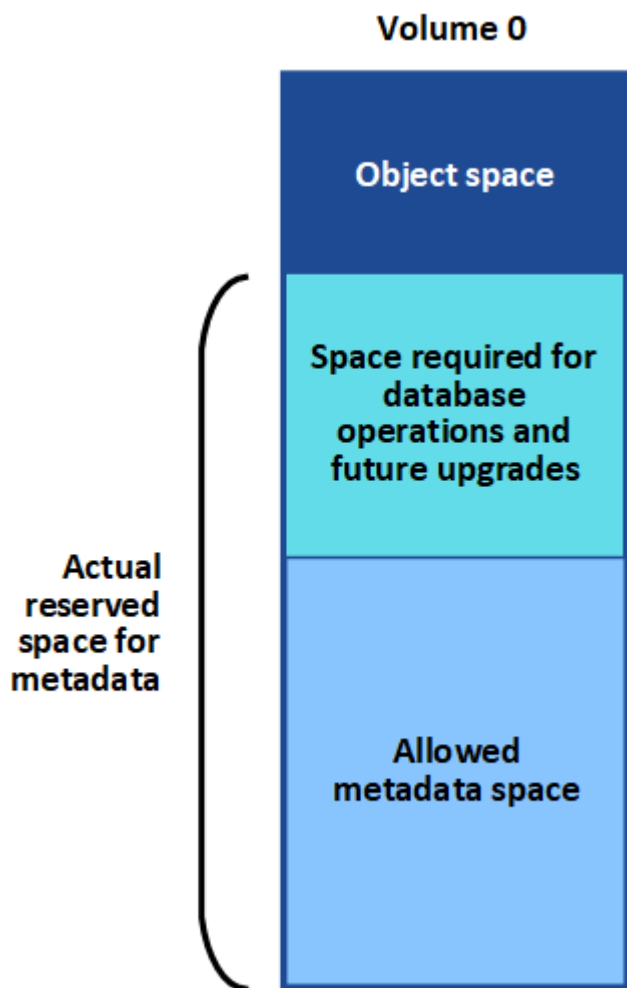 Volume 0
Object space
Space required for
database
operations and
future upgrades
Actual
reserved
space for
metadata
Allowed
metadata space